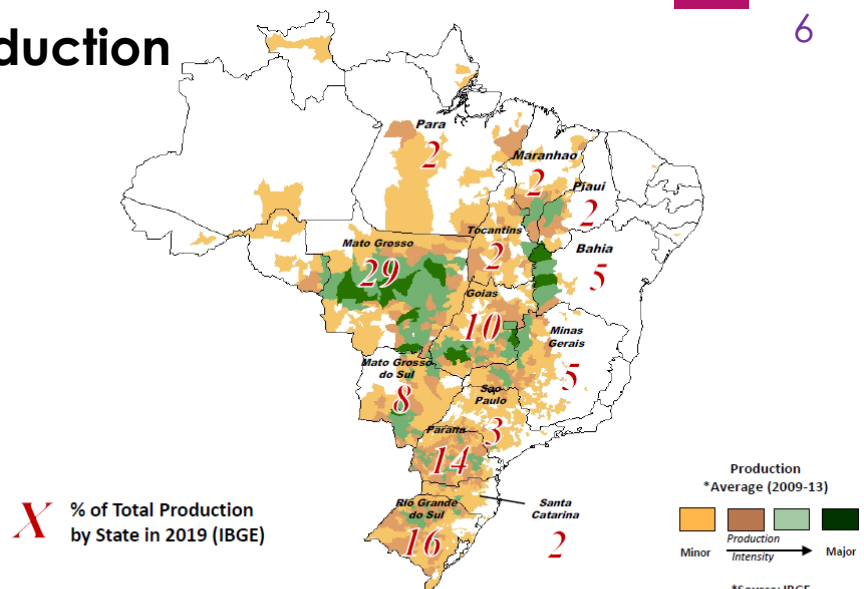 duction
6
Para
2
Maranhao
2
Piaui
2
Tocantins
2
Bahia
5
Mato Grosso
29
Goias
10
Minas
Gerais
5
Mato Grosso
do Sul
8
Sao
Paulo
3
Parana
14
Rio Grande
do Sul
16
Santa
Catarina
2
X % of Total Production
by State in 2019 (IBGE)
Production
*Average (2009-13)
Minor Production Intensity Major
*Source: IBGE